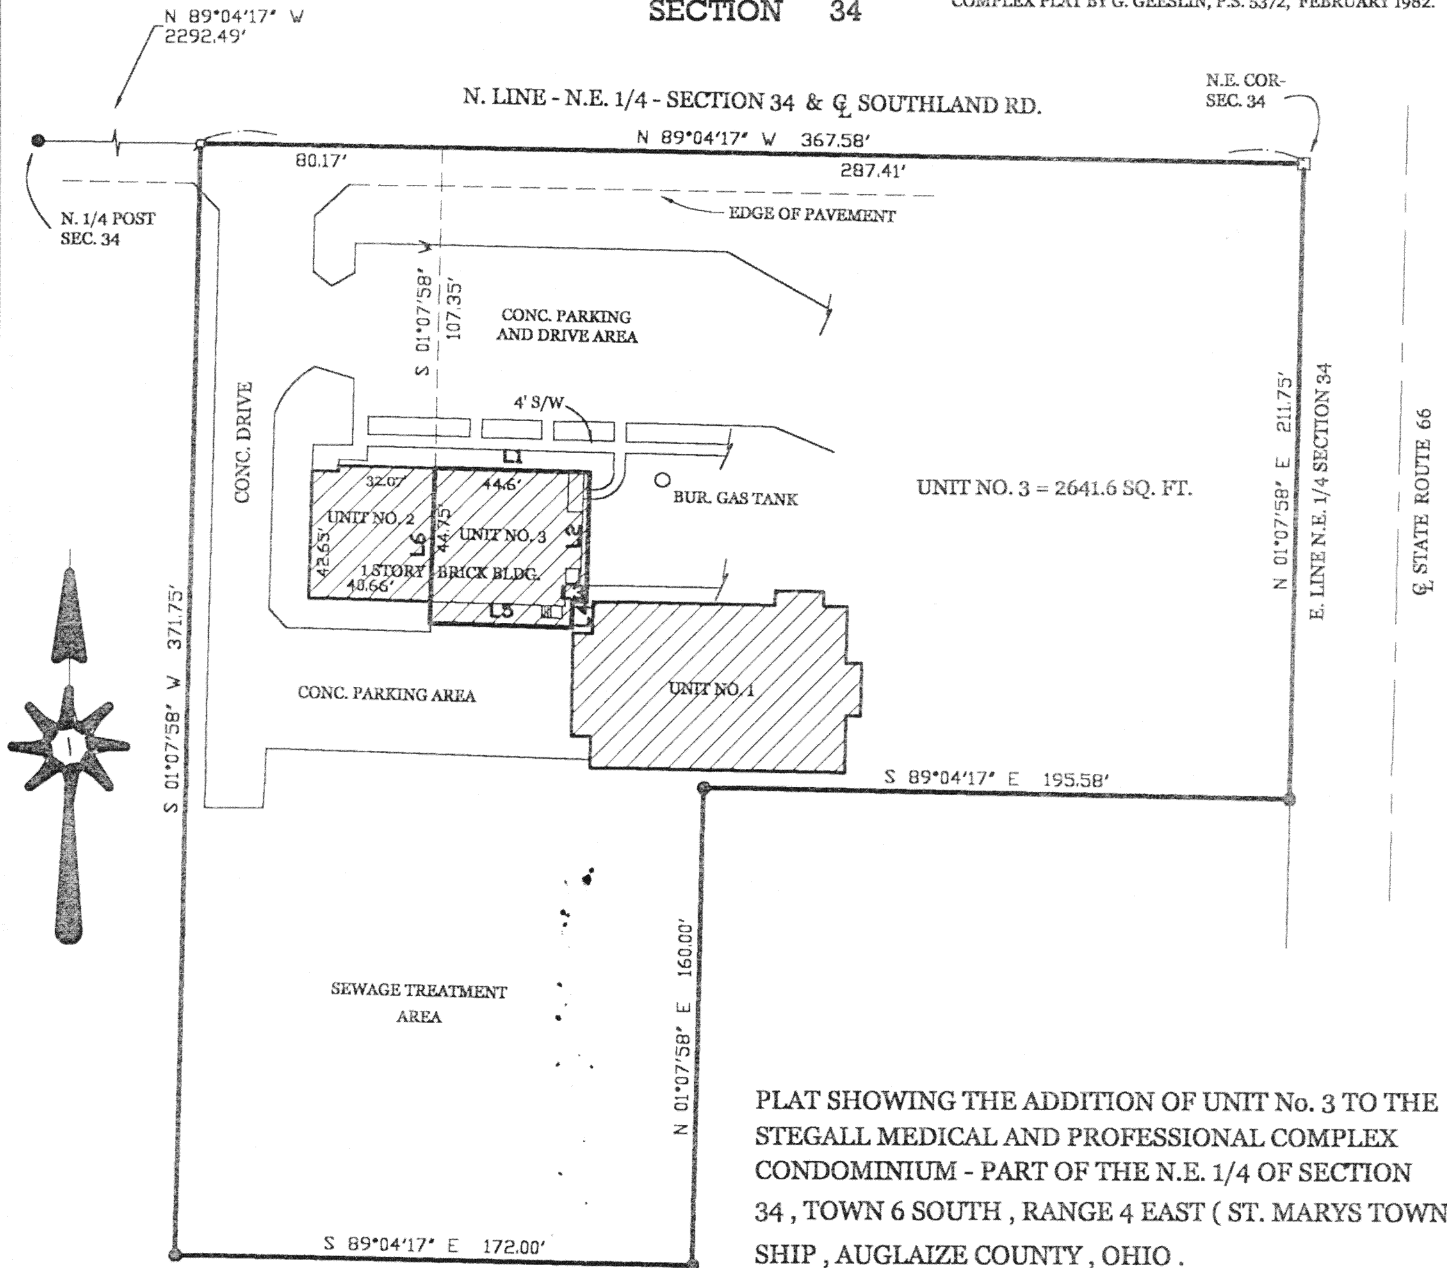 SECTION 34
COMPLEX PLAT BY G. GEESLIN, P.S. 5372, FEBRUARY 1982.
N 89°04'17" W
2292.49'
N.E. COR-
SEC. 34
N. LINE - N.E. 1/4 - SECTION 34 & ℄ SOUTHLAND RD.
N 89°04'17" W 367.58'
80.17'
287.41'
N. 1/4 POST
SEC. 34
EDGE OF PAVEMENT
S 01°07'58" W
107.35'
CONC. PARKING
AND DRIVE AREA
CONC. DRIVE
4' S/W
L1
32.07'
44.6'
BUR. GAS TANK
UNIT NO. 3 = 2641.6 SQ. FT.
N 01°07'58" E 211.75'
E. LINE N.E. 1/4 SECTION 34
℄ STATE ROUTE 66
UNIT NO. 2
UNIT NO. 3
42.65'
L6
44.75'
L2
1 STORY BRICK BLDG.
40.66'
L5
UNIT NO. 1
S 01°07'58" W 371.75'
CONC. PARKING AREA
S 89°04'17" E 195.58'
SEWAGE TREATMENT
AREA
N 01°07'58" E 160.00'
S 89°04'17" E 172.00'
PLAT SHOWING THE ADDITION OF UNIT No. 3 TO THE
STEGALL MEDICAL AND PROFESSIONAL COMPLEX
CONDOMINIUM - PART OF THE N.E. 1/4 OF SECTION
34 , TOWN 6 SOUTH , RANGE 4 EAST ( ST. MARYS TOWN
SHIP , AUGLAIZE COUNTY , OHIO .